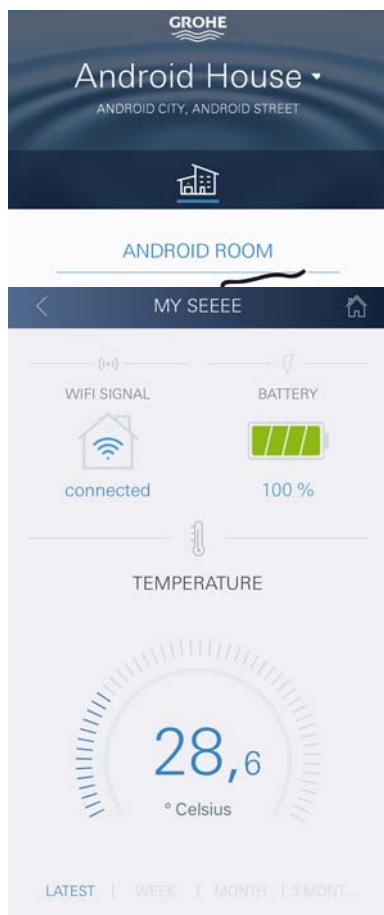 GROHE
Android House
ANDROID CITY, ANDROID STREET
ANDROID ROOM
MY SEEEE
WIFI SIGNAL BATTERY
connected 100 %
TEMPERATURE
28,6
° Celsius
LATEST | WEEK | MONTH | 3 MONT...